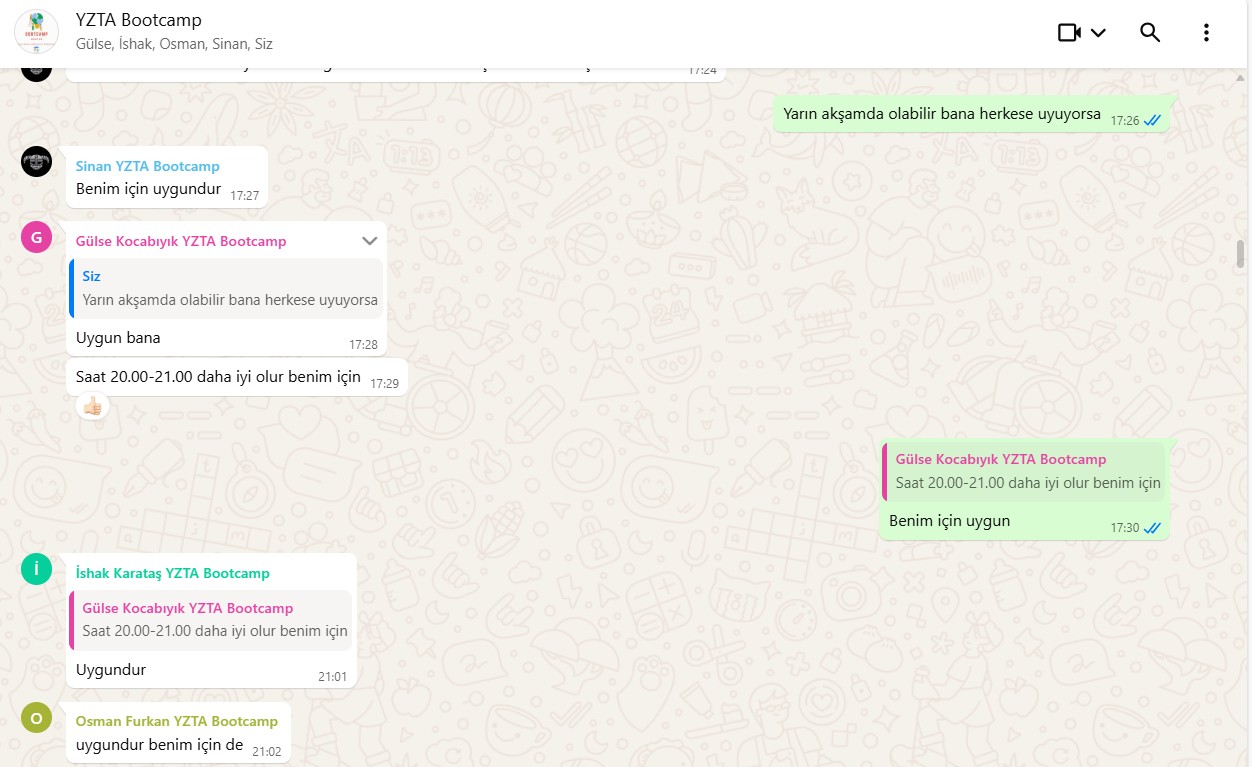 YZTA Bootcamp
Gülse, İshak, Osman, Sinan, Siz
17:24
Yarın akşamda olabilir bana herkese uyuyorsa 17:26
Sinan YZTA Bootcamp
Benim için uygundur 17:27
G
Gülse Kocabıyık YZTA Bootcamp
Siz
Yarın akşamda olabilir bana herkese uyuyorsa
Uygun bana 17:28
Saat 20.00-21.00 daha iyi olur benim için 17:29
Gülse Kocabıyık YZTA Bootcamp
Saat 20.00-21.00 daha iyi olur benim için
Benim için uygun 17:30
İ
İshak Karataş YZTA Bootcamp
Gülse Kocabıyık YZTA Bootcamp
Saat 20.00-21.00 daha iyi olur benim için
Uygundur 21:01
O
Osman Furkan YZTA Bootcamp
uygundur benim için de 21:02